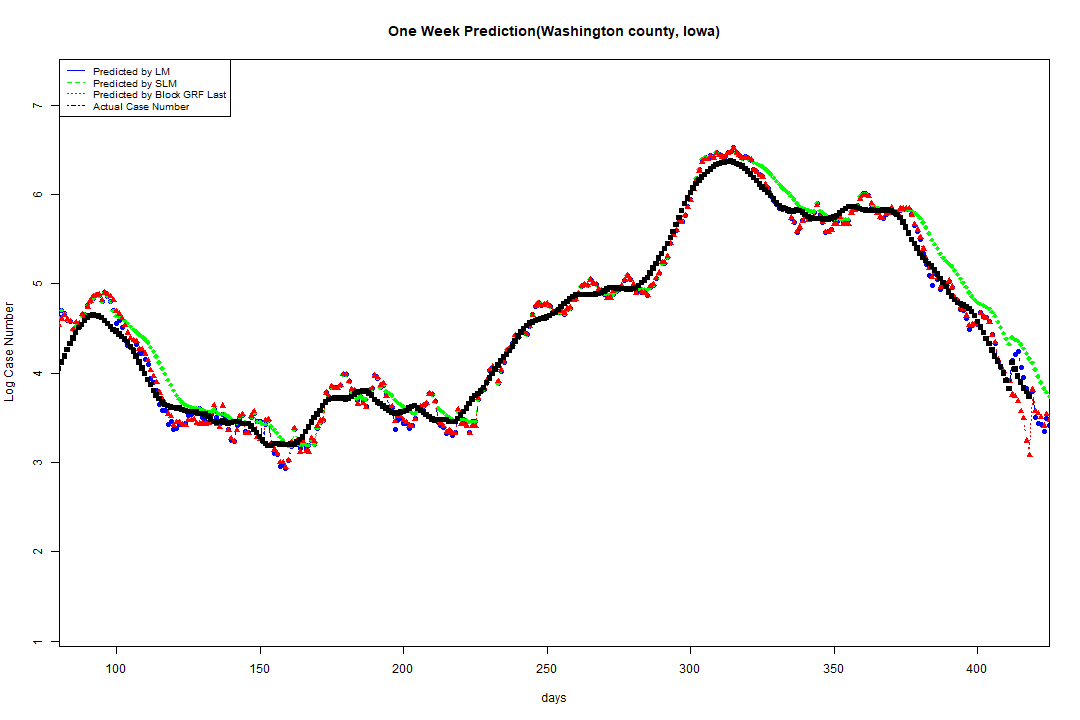 One Week Prediction(Washington county, Iowa)
Predicted by LM
Predicted by SLM
Predicted by Block GRF Last
Actual Case Number
7
6
5
4
3
2
1
Log Case Number
100 150 200 250 300 350 400
days